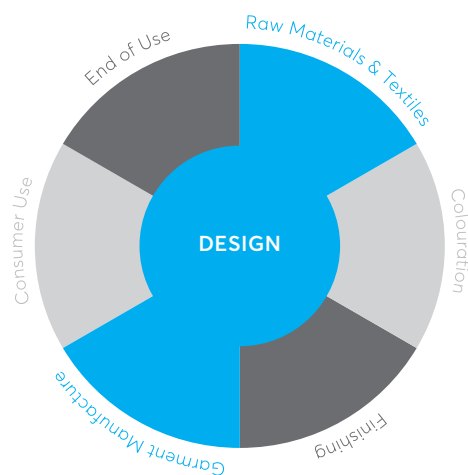 Raw Materials & Textiles
Colouration
Finishing
Garment Manufacture
Consumer Use
End of Use
DESIGN